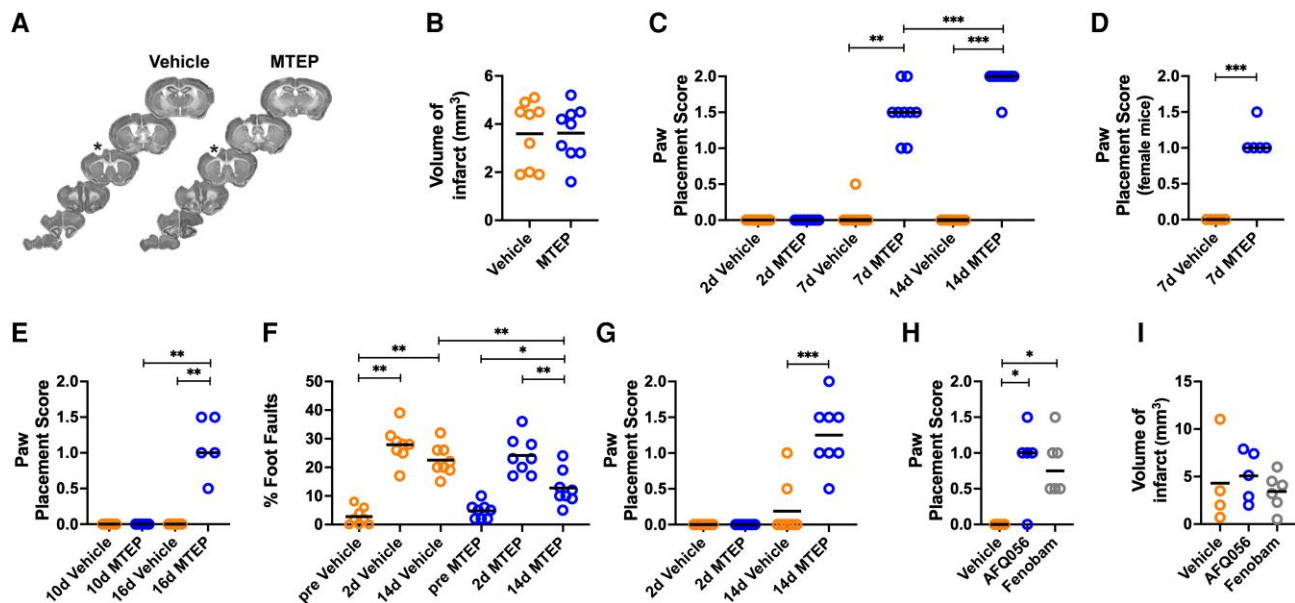 A
Vehicle MTEP
*
*
B
Volume of
infarct (mm³)
6
4
2
0
Vehicle
MTEP
C
Paw
Placement Score
2.0
1.5
1.0
0.5
0.0
**
***
***
2d Vehicle
2d MTEP
7d Vehicle
7d MTEP
14d Vehicle
14d MTEP
D
Paw
Placement Score
(female mice)
2.0
1.5
1.0
0.5
0.0
***
7d Vehicle
7d MTEP
E
Paw
Placement Score
2.0
1.5
1.0
0.5
0.0
**
**
10d Vehicle
10d MTEP
16d Vehicle
16d MTEP
F
% Foot Faults
50
40
30
20
10
0
**
**
**
*
**
pre Vehicle
2d Vehicle
14d Vehicle
pre MTEP
2d MTEP
14d MTEP
G
Paw
Placement Score
2.0
1.5
1.0
0.5
0.0
***
2d Vehicle
2d MTEP
14d Vehicle
14d MTEP
H
Paw
Placement Score
2.0
1.5
1.0
0.5
0.0
*
*
Vehicle
AFQ056
Fenobam
I
Volume of
infarct (mm³)
15
10
5
0
Vehicle
AFQ056
Fenobam